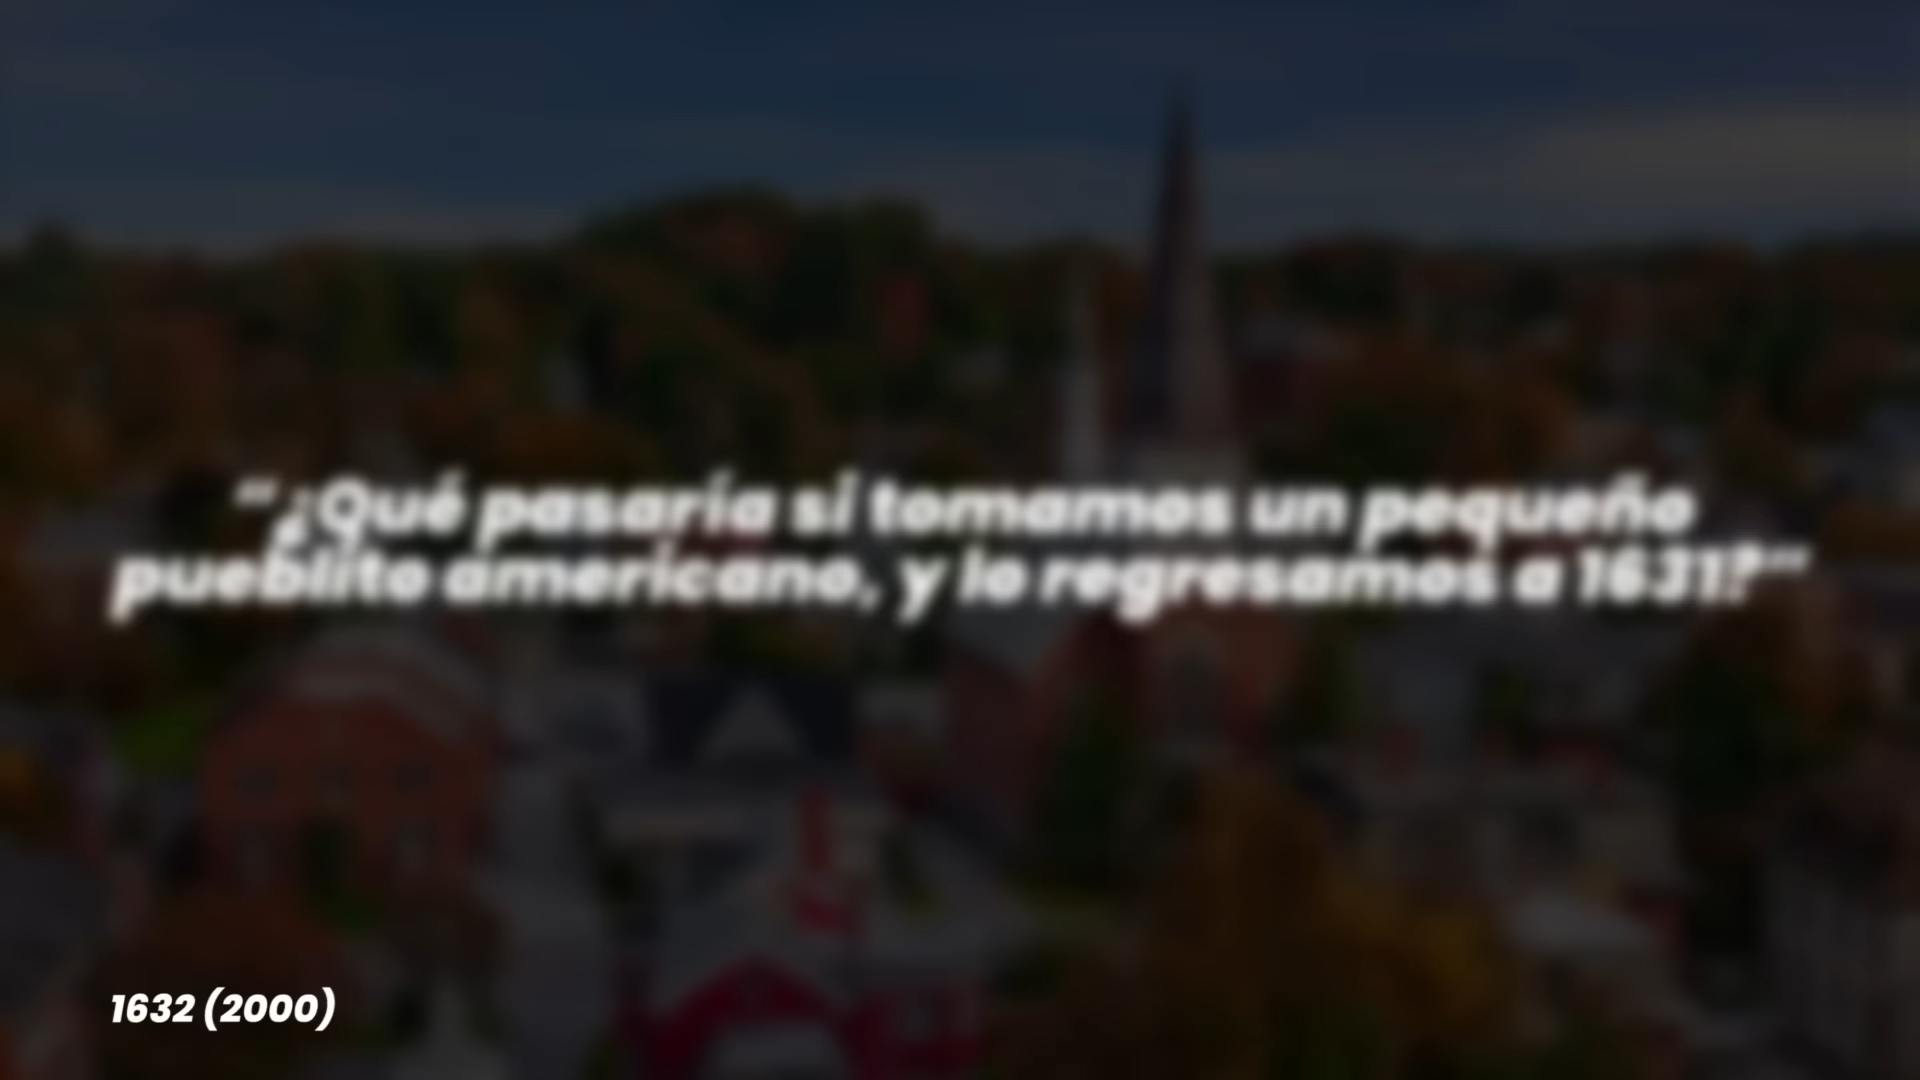 "¿Qué pasaría si tomamos un pequeño
pueblito americano, y lo regresamos a 1631?"
1632 (2000)